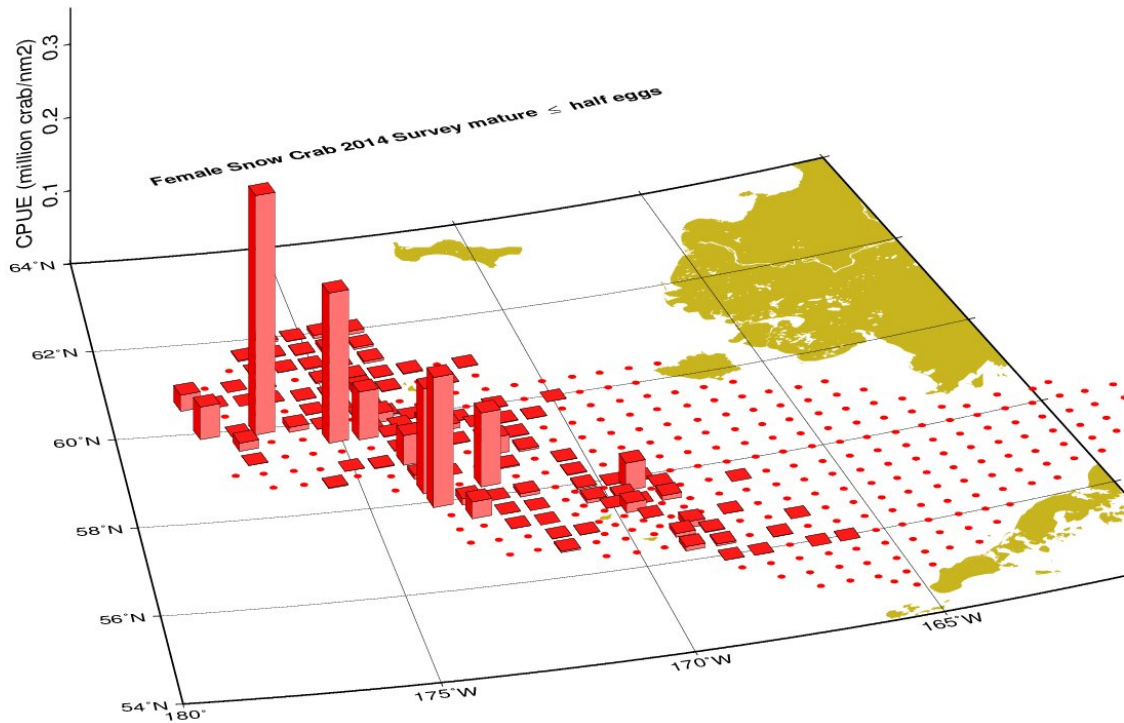 CPUE (million crab/nm2)
0.3
0.2
0.1
Female Snow Crab 2014 Survey mature ≤ half eggs
64°N
62°N
60°N
58°N
56°N
54°N
180°
175°W
170°W
165°W